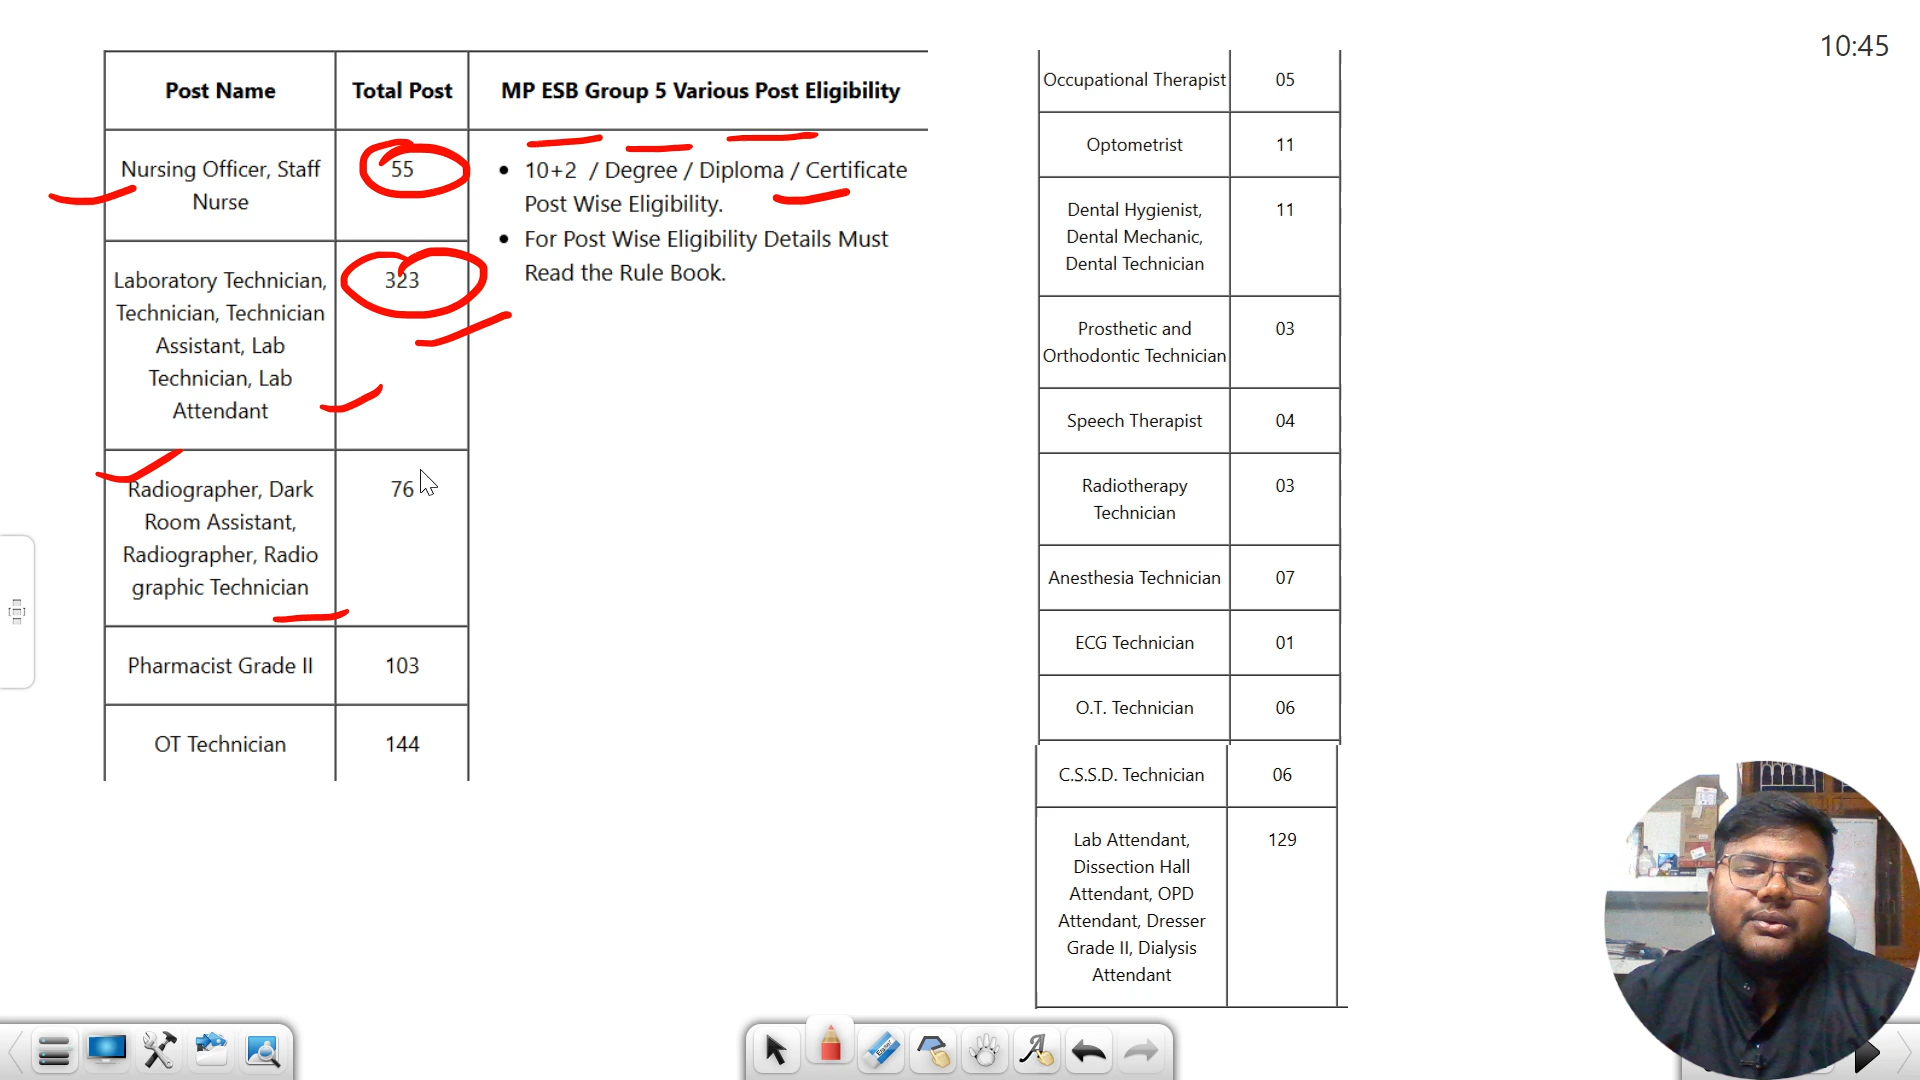 10:45
Post Name
Total Post
MP ESB Group 5 Various Post Eligibility
Nursing Officer, Staff
Nurse
55
10+2 / Degree / Diploma / Certificate
Post Wise Eligibility.
For Post Wise Eligibility Details Must
Read the Rule Book.
Laboratory Technician,
Technician, Technician
Assistant, Lab
Technician, Lab
Attendant
323
Radiographer, Dark
Room Assistant,
Radiographer, Radio
graphic Technician
76
Pharmacist Grade II
103
OT Technician
144
Occupational Therapist
05
Optometrist
11
Dental Hygienist,
Dental Mechanic,
Dental Technician
11
Prosthetic and
Orthodontic Technician
03
Speech Therapist
04
Radiotherapy
Technician
03
Anesthesia Technician
07
ECG Technician
01
O.T. Technician
06
C.S.S.D. Technician
06
Lab Attendant,
Dissection Hall
Attendant, OPD
Attendant, Dresser
Grade II, Dialysis
Attendant
129